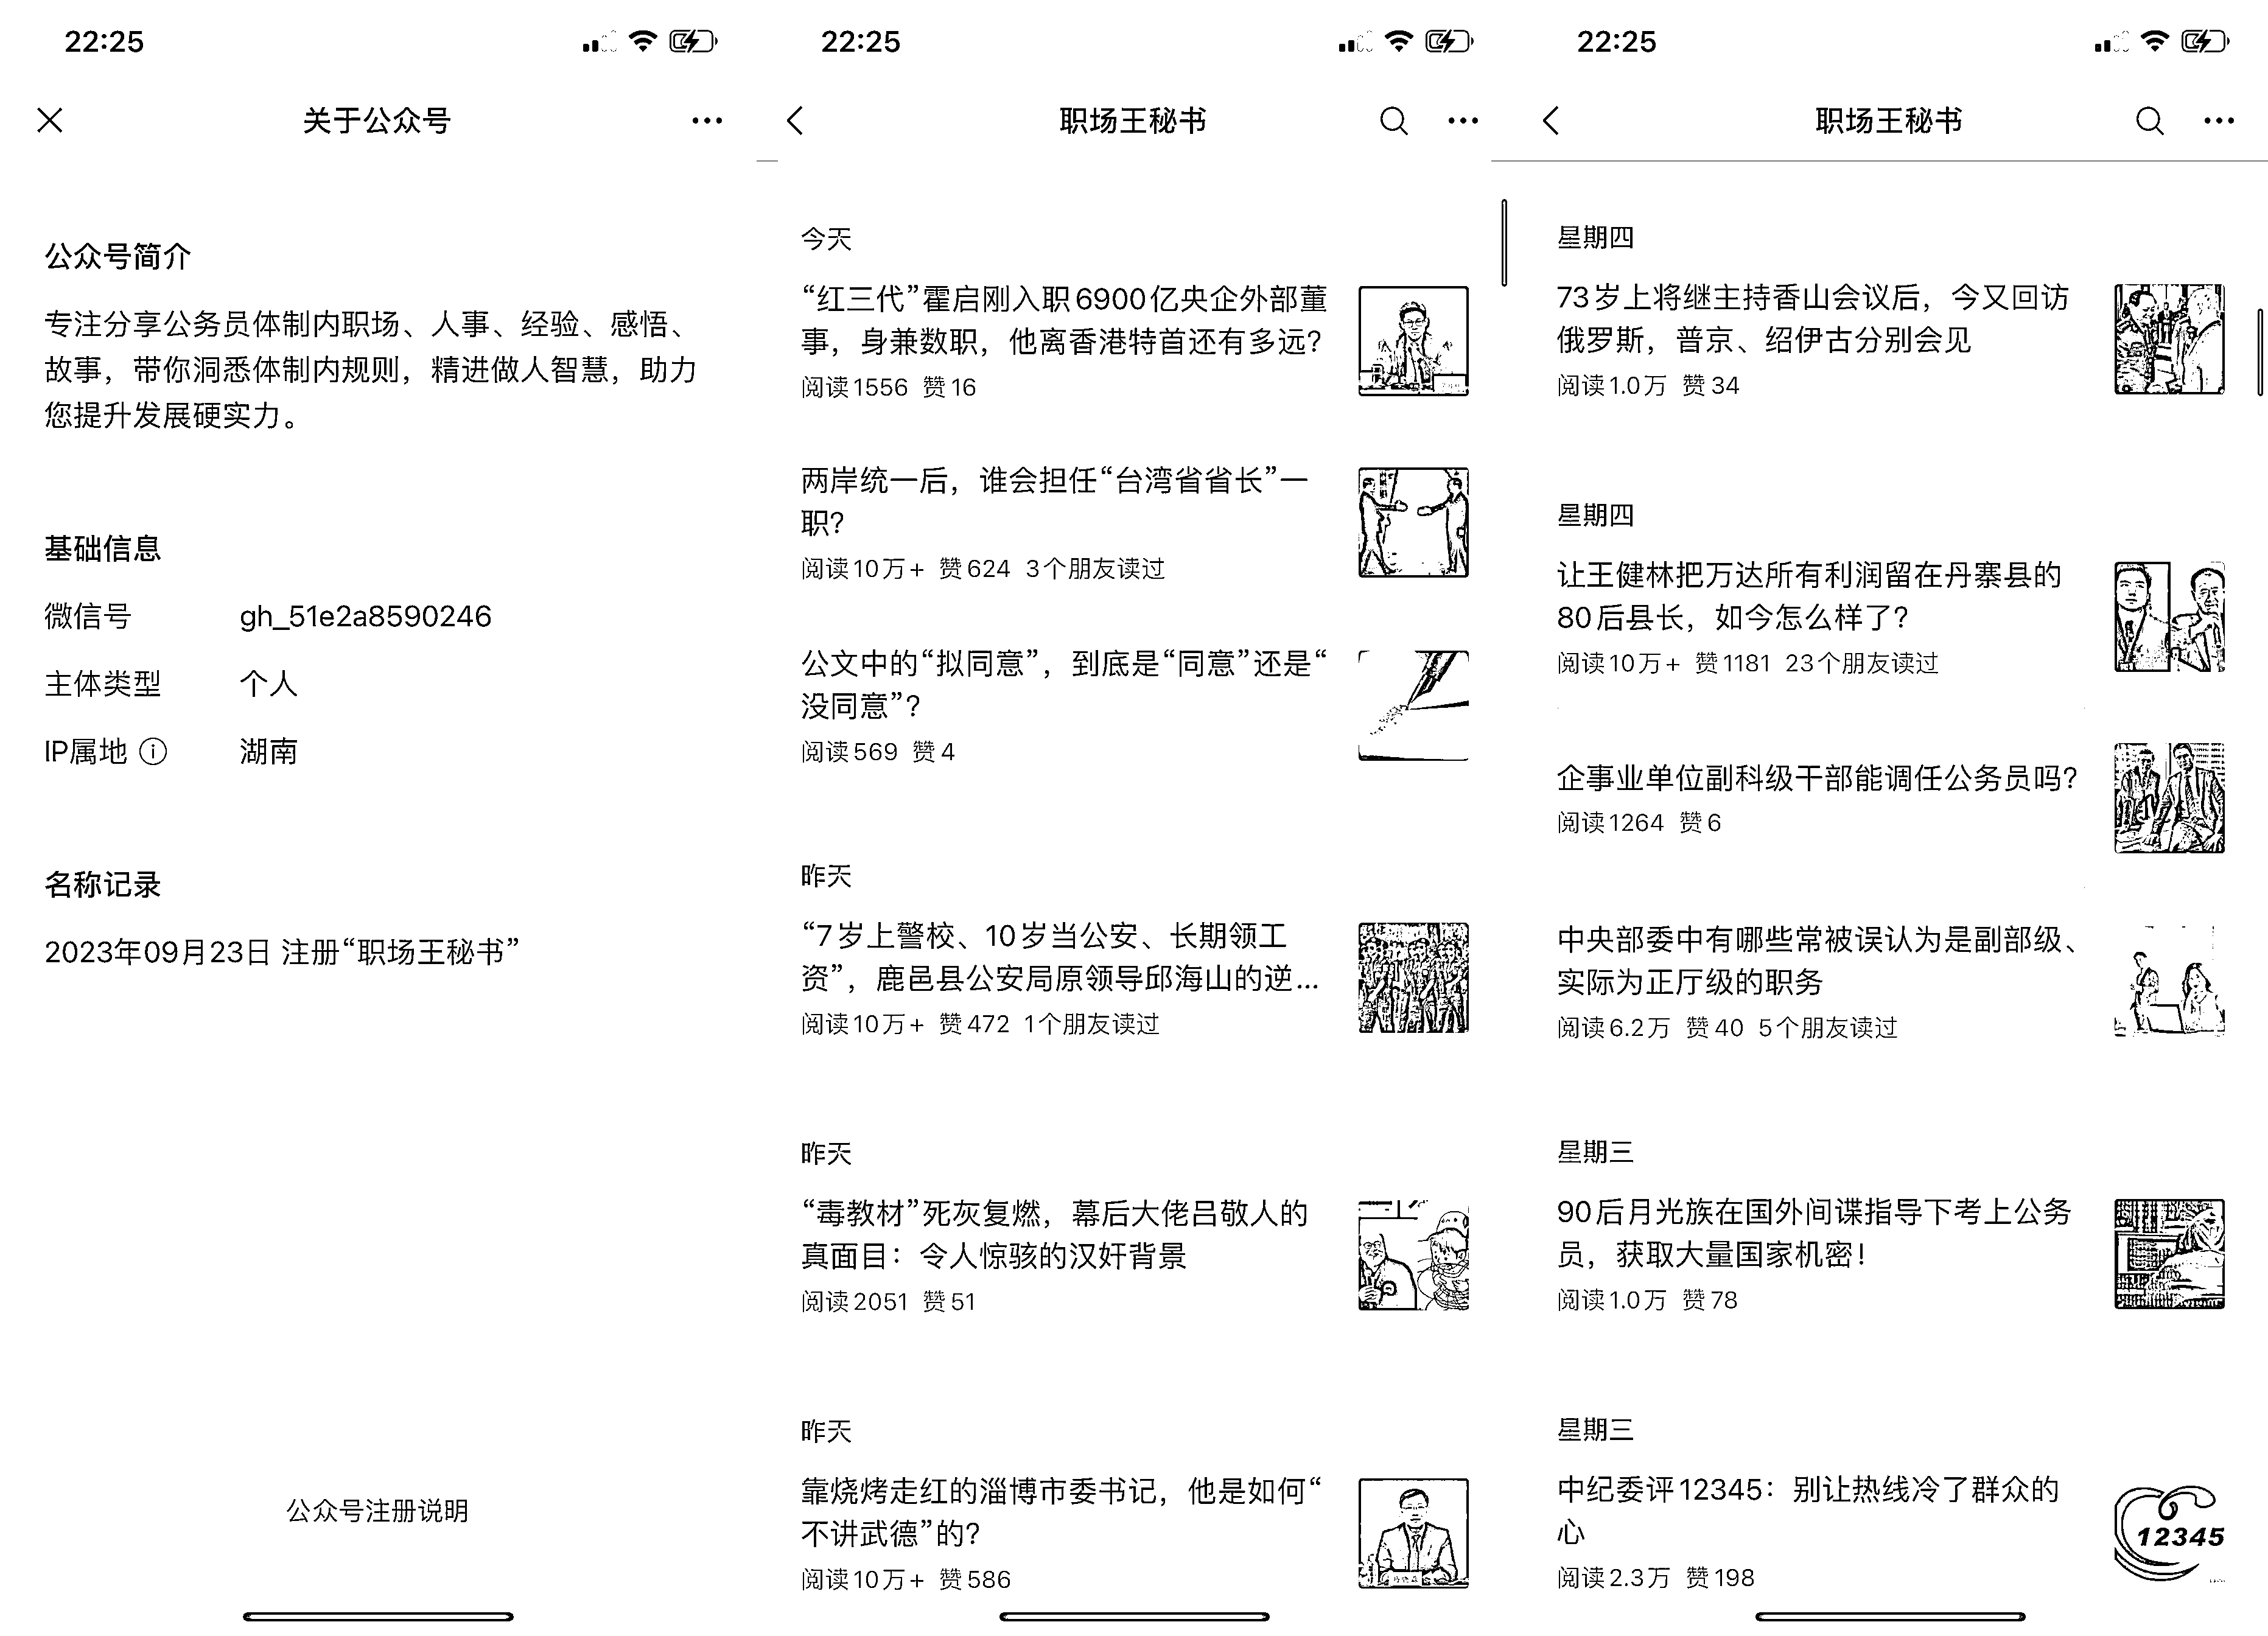 22:25
关于公众号
公众号简介
专注分享公务员体制内职场、人事、经验、感悟、
故事，带你洞悉体制内规则，精进做人智慧，助力
您提升发展硬实力。
基础信息
微信号 gh_51e2a8590246
主体类型 个人
IP属地 湖南
名称记录
2023年09月23日 注册“职场王秘书”
公众号注册说明
22:25
职场王秘书
今天
“红三代”霍启刚入职6900亿央企外部董
事，身兼数职，他离香港特首还有多远？
阅读1556 赞16
两岸统一后，谁会担任“台湾省省长”一
职？
阅读10万+ 赞624 3个朋友读过
公文中的“拟同意”，到底是“同意”还是“
没同意”？
阅读569 赞4
昨天
“7岁上警校、10岁当公安、长期领工
资”，鹿邑县公安局原领导邱海山的逆...
阅读10万+ 赞472 1个朋友读过
昨天
“毒教材”死灰复燃，幕后大佬吕敬人的
真面目：令人惊骇的汉奸背景
阅读2051 赞51
昨天
靠烧烤走红的淄博市委书记，他是如何“
不讲武德”的？
阅读10万+ 赞586
22:25
职场王秘书
星期四
73岁上将继主持香山会议后，今又回访
俄罗斯，普京、绍伊古分别会见
阅读1.0万 赞34
星期四
让王健林把万达所有利润留在丹寨县的
80后县长，如今怎么样了？
阅读10万+ 赞1181 23个朋友读过
企事业单位副科级干部能调任公务员吗？
阅读1264 赞6
中央部委中有哪些常被误认为是副部级、
实际为正厅级的职务
阅读6.2万 赞40 5个朋友读过
星期三
90后月光族在国外间谍指导下考上公务
员，获取大量国家机密！
阅读1.0万 赞78
星期三
中纪委评12345：别让热线冷了群众的
心
阅读2.3万 赞198
12345